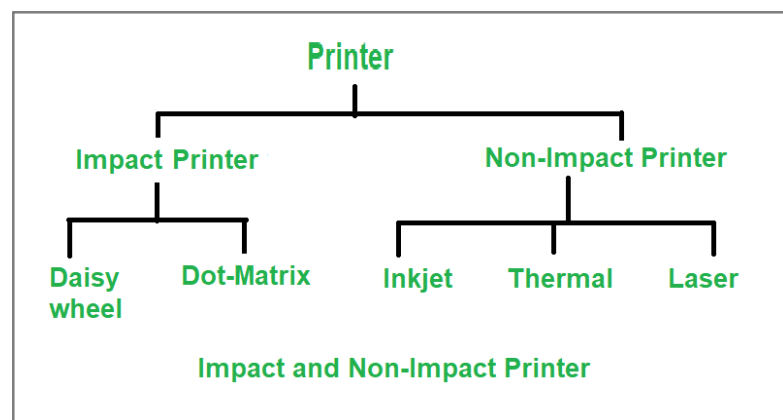 Printer
Impact Printer
Non-Impact Printer
Daisy
wheel
Dot-Matrix
Inkjet
Thermal
Laser
Impact and Non-Impact Printer